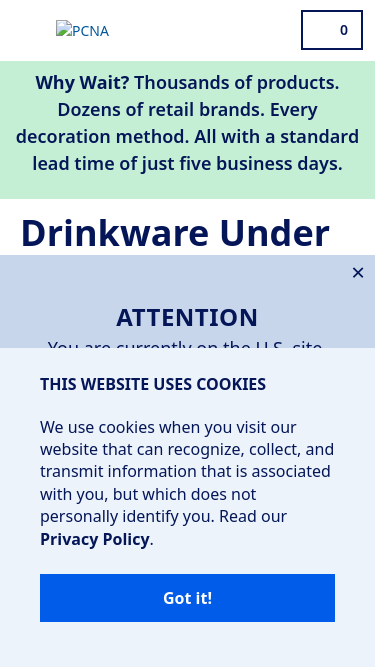 PCNA
0
Why Wait? Thousands of products.
Dozens of retail brands. Every
decoration method. All with a standard
lead time of just five business days.
Drinkware Under
✕
ATTENTION
You are currently on the U.S. site.
THIS WEBSITE USES COOKIES
We use cookies when you visit our
website that can recognize, collect, and
transmit information that is associated
with you, but which does not
personally identify you. Read our
Privacy Policy.
Got it!